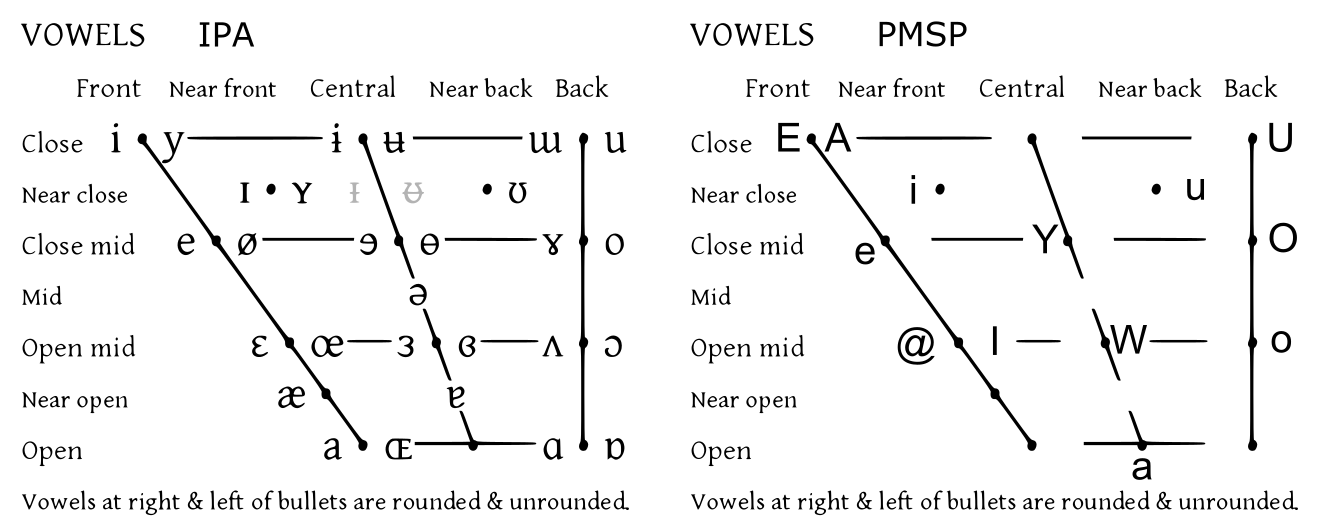 VOWELS IPA
Front Near front Central Near back Back
Close i y ɨ ʉ ɯ u
Near close ɪ ʏ ɪ̵ ʊ̵ ʊ
Close mid e ø ɘ ɵ ɤ o
Mid ə
Open mid ɛ œ ɜ ɞ ʌ ɔ
Near open æ ɐ
Open a ɶ ɑ ɒ
Vowels at right & left of bullets are rounded & unrounded.
VOWELS PMSP
Front Near front Central Near back Back
Close E A U
Near close i u
Close mid e Y O
Mid
Open mid @ I W o
Near open
Open a
Vowels at right & left of bullets are rounded & unrounded.